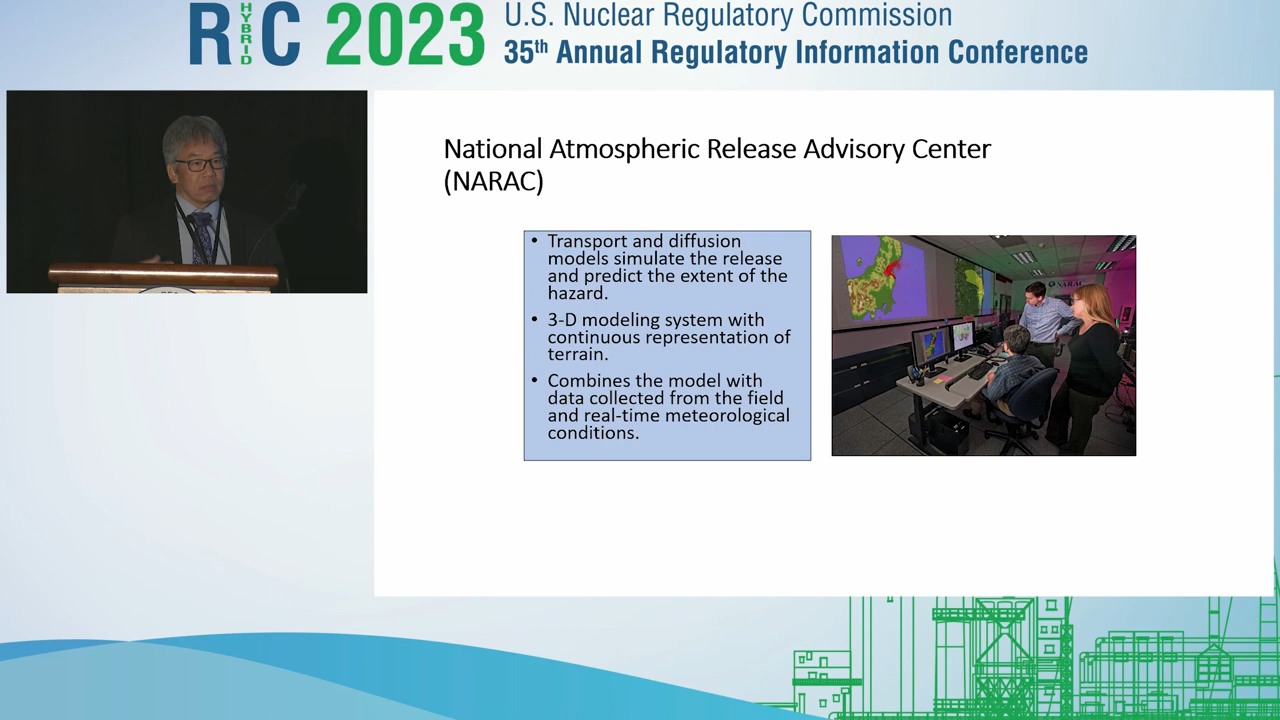 RIC 2023
HYBRID
U.S. Nuclear Regulatory Commission
35th Annual Regulatory Information Conference
National Atmospheric Release Advisory Center
(NARAC)
• Transport and diffusion
models simulate the release
and predict the extent of the
hazard.
• 3-D modeling system with
continuous representation of
terrain.
• Combines the model with
data collected from the field
and real-time meteorological
conditions.
NARAC